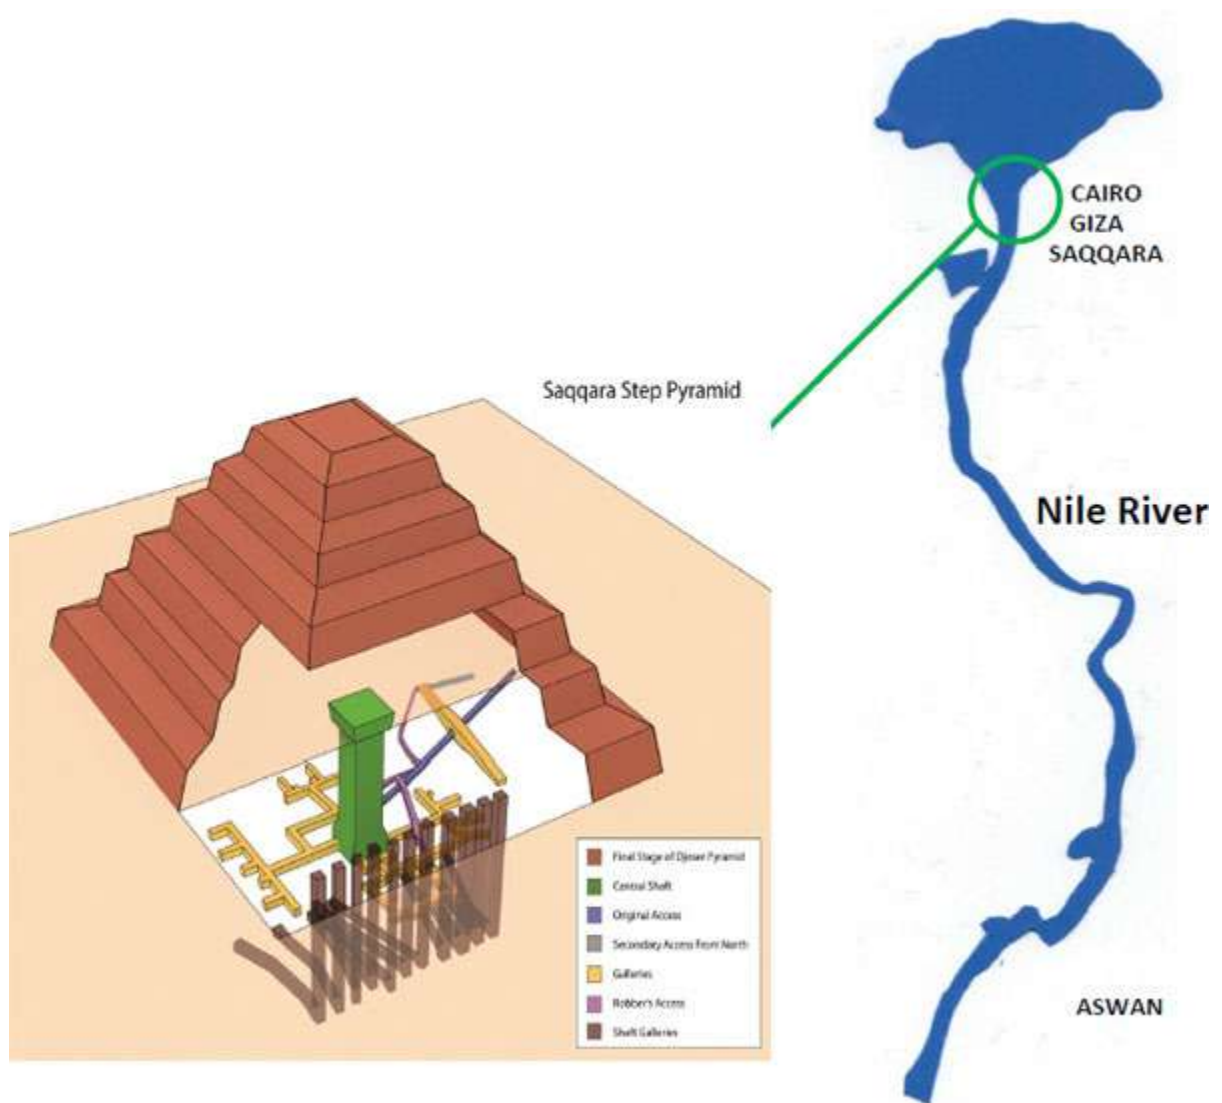 CAIRO
GIZA
SAQQARA
Saqqara Step Pyramid
Nile River
Final Stage of Djoser Pyramid
Central Shaft
Original Access
Secondary Access From North
Galleries
Robber's Access
Shaft Galleries
ASWAN